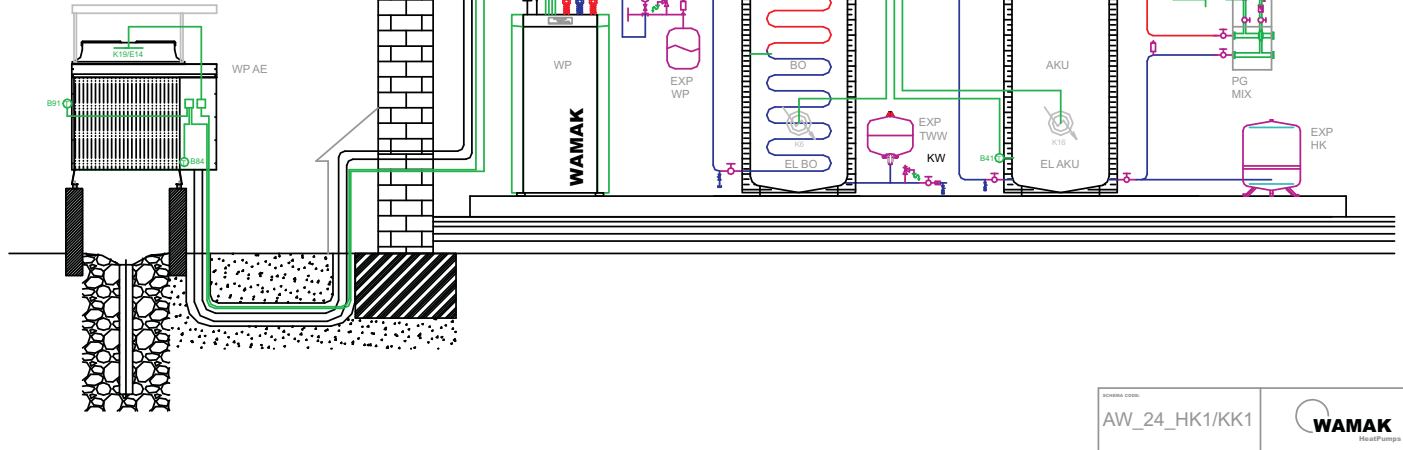 K19/E14
WP AE
B91
B84
WP
WAMAK
EXP
WP
BO
K6
EL BO
EXP
TWW
KW
AKU
K16
B41
EL AKU
PG
MIX
EXP
HK
SCHEMA CODE:
AW_24_HK1/KK1
WAMAK
HeatPumps